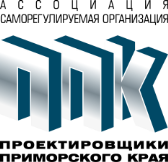 АССОЦИАЦИЯ
САМОРЕГУЛИРУЕМАЯ ОРГАНИЗАЦИЯ
ППК
ПРОЕКТИРОВЩИКИ
ПРИМОРСКОГО КРАЯ